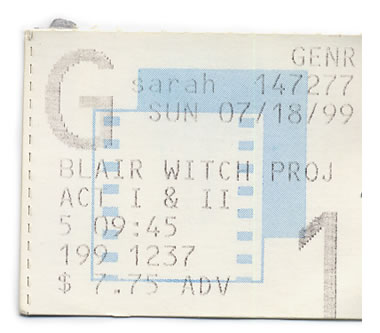 G
GENR
sarah 147277
SUN 07/18/99
BLAIR WITCH PROJ
ACT I & II
5 09:45
199 1237
$ 7.75 ADV
1